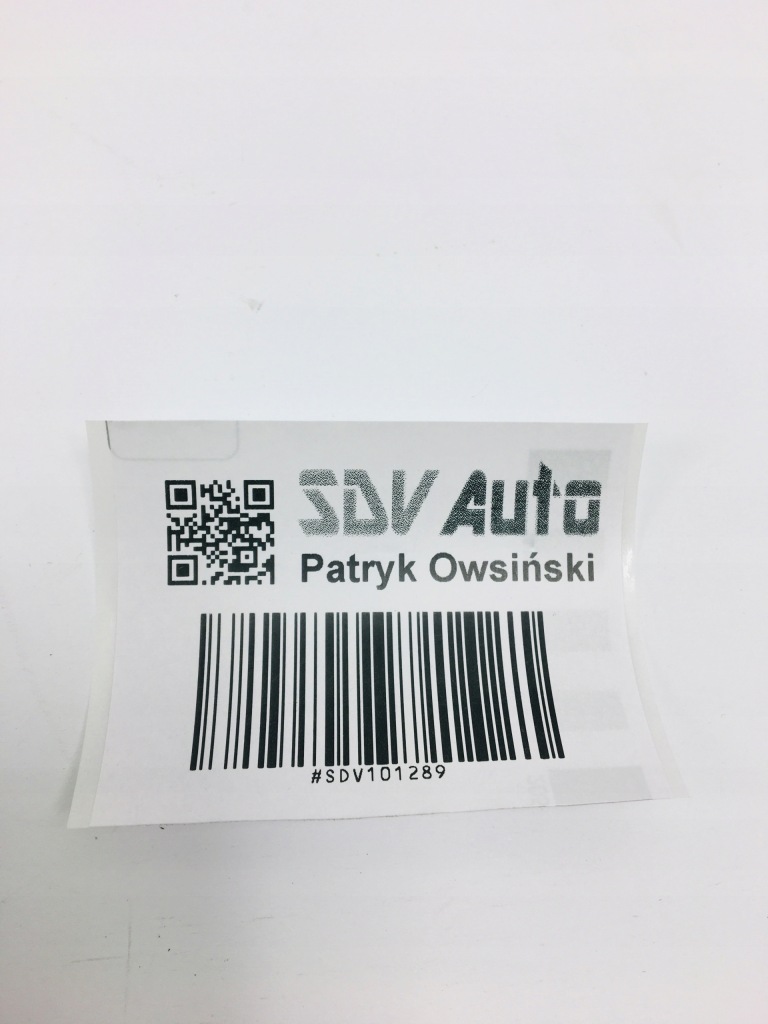 SDV Auto
Patryk Owsiński
#SDV101289